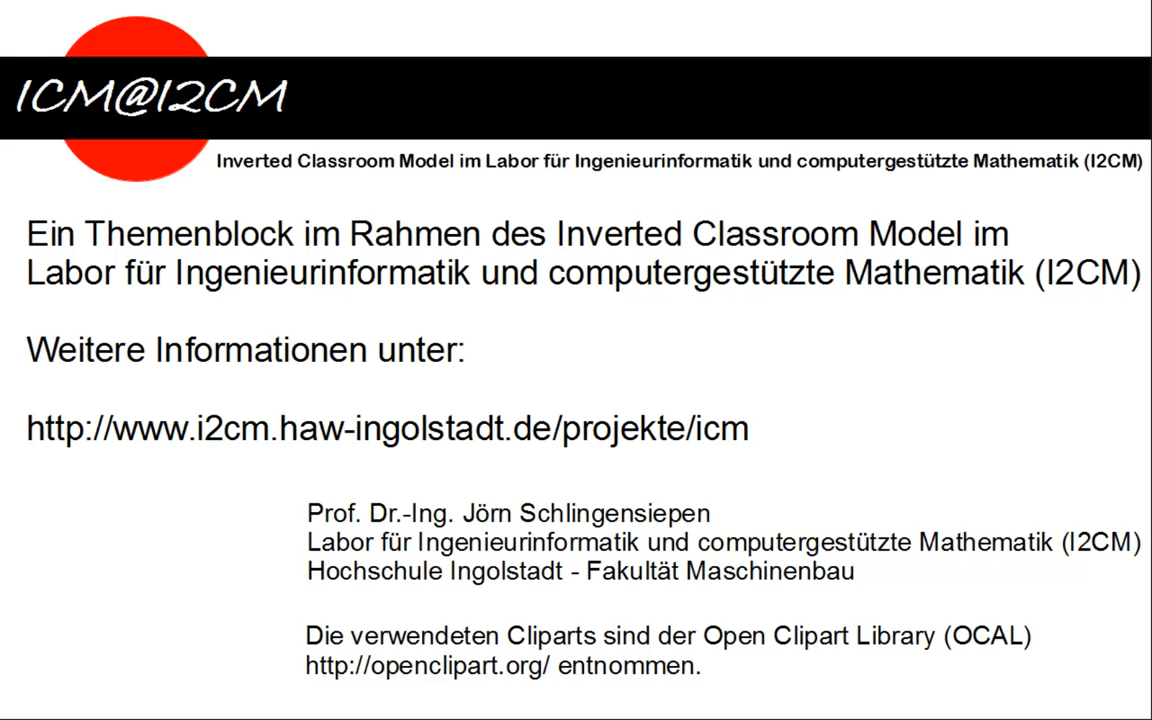 ICM@I2CM
Inverted Classroom Model im Labor für Ingenieurinformatik und computergestützte Mathematik (I2CM)
Ein Themenblock im Rahmen des Inverted Classroom Model im
Labor für Ingenieurinformatik und computergestützte Mathematik (I2CM)
Weitere Informationen unter:
http://www.i2cm.haw-ingolstadt.de/projekte/icm
Prof. Dr.-Ing. Jörn Schlingensiepen
Labor für Ingenieurinformatik und computergestützte Mathematik (I2CM)
Hochschule Ingolstadt - Fakultät Maschinenbau
Die verwendeten Cliparts sind der Open Clipart Library (OCAL)
http://openclipart.org/ entnommen.